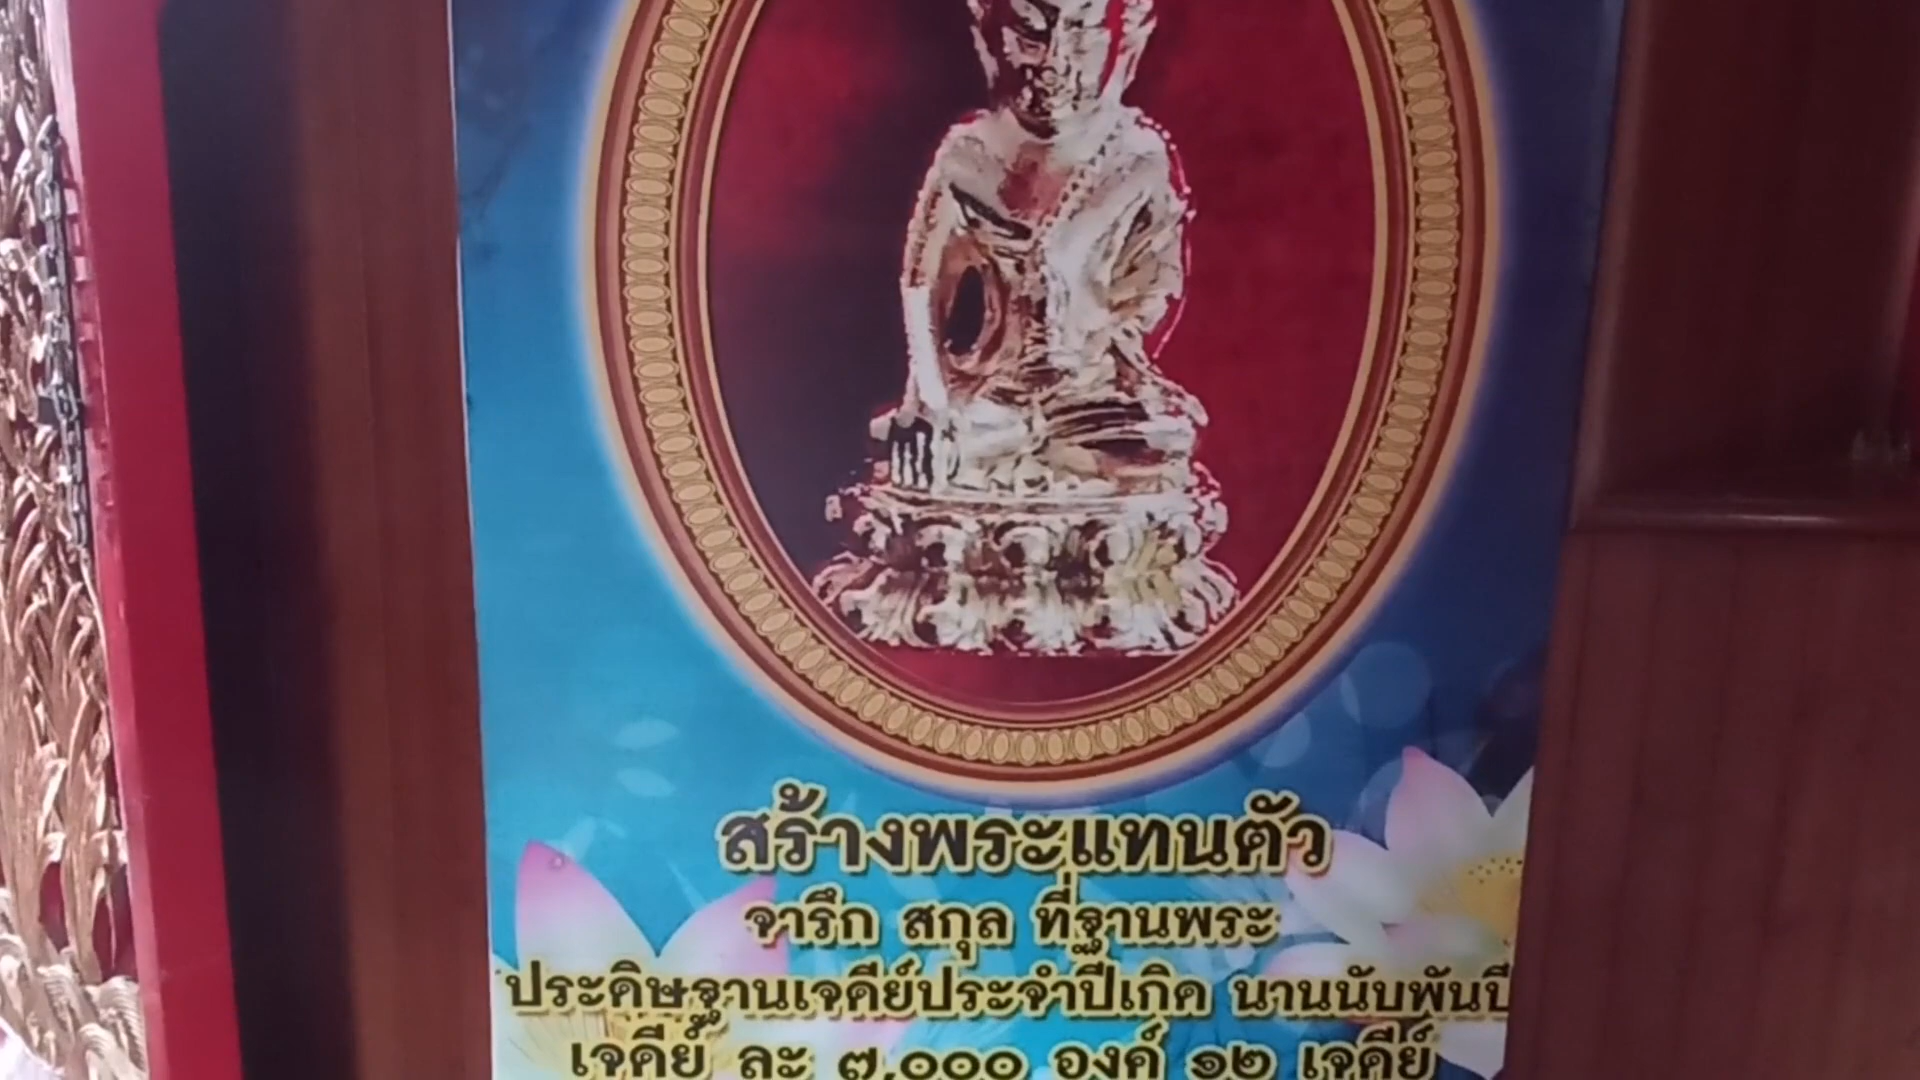 สร้างพระแทนตัว
จารึก สกุล ที่ฐานพระ
ประดิษฐานเจดีย์ประจำปีเกิด นานนับพันปี
เจดีย์ ละ ๗,๐๐๐ องค์ ๑๒ เจดีย์